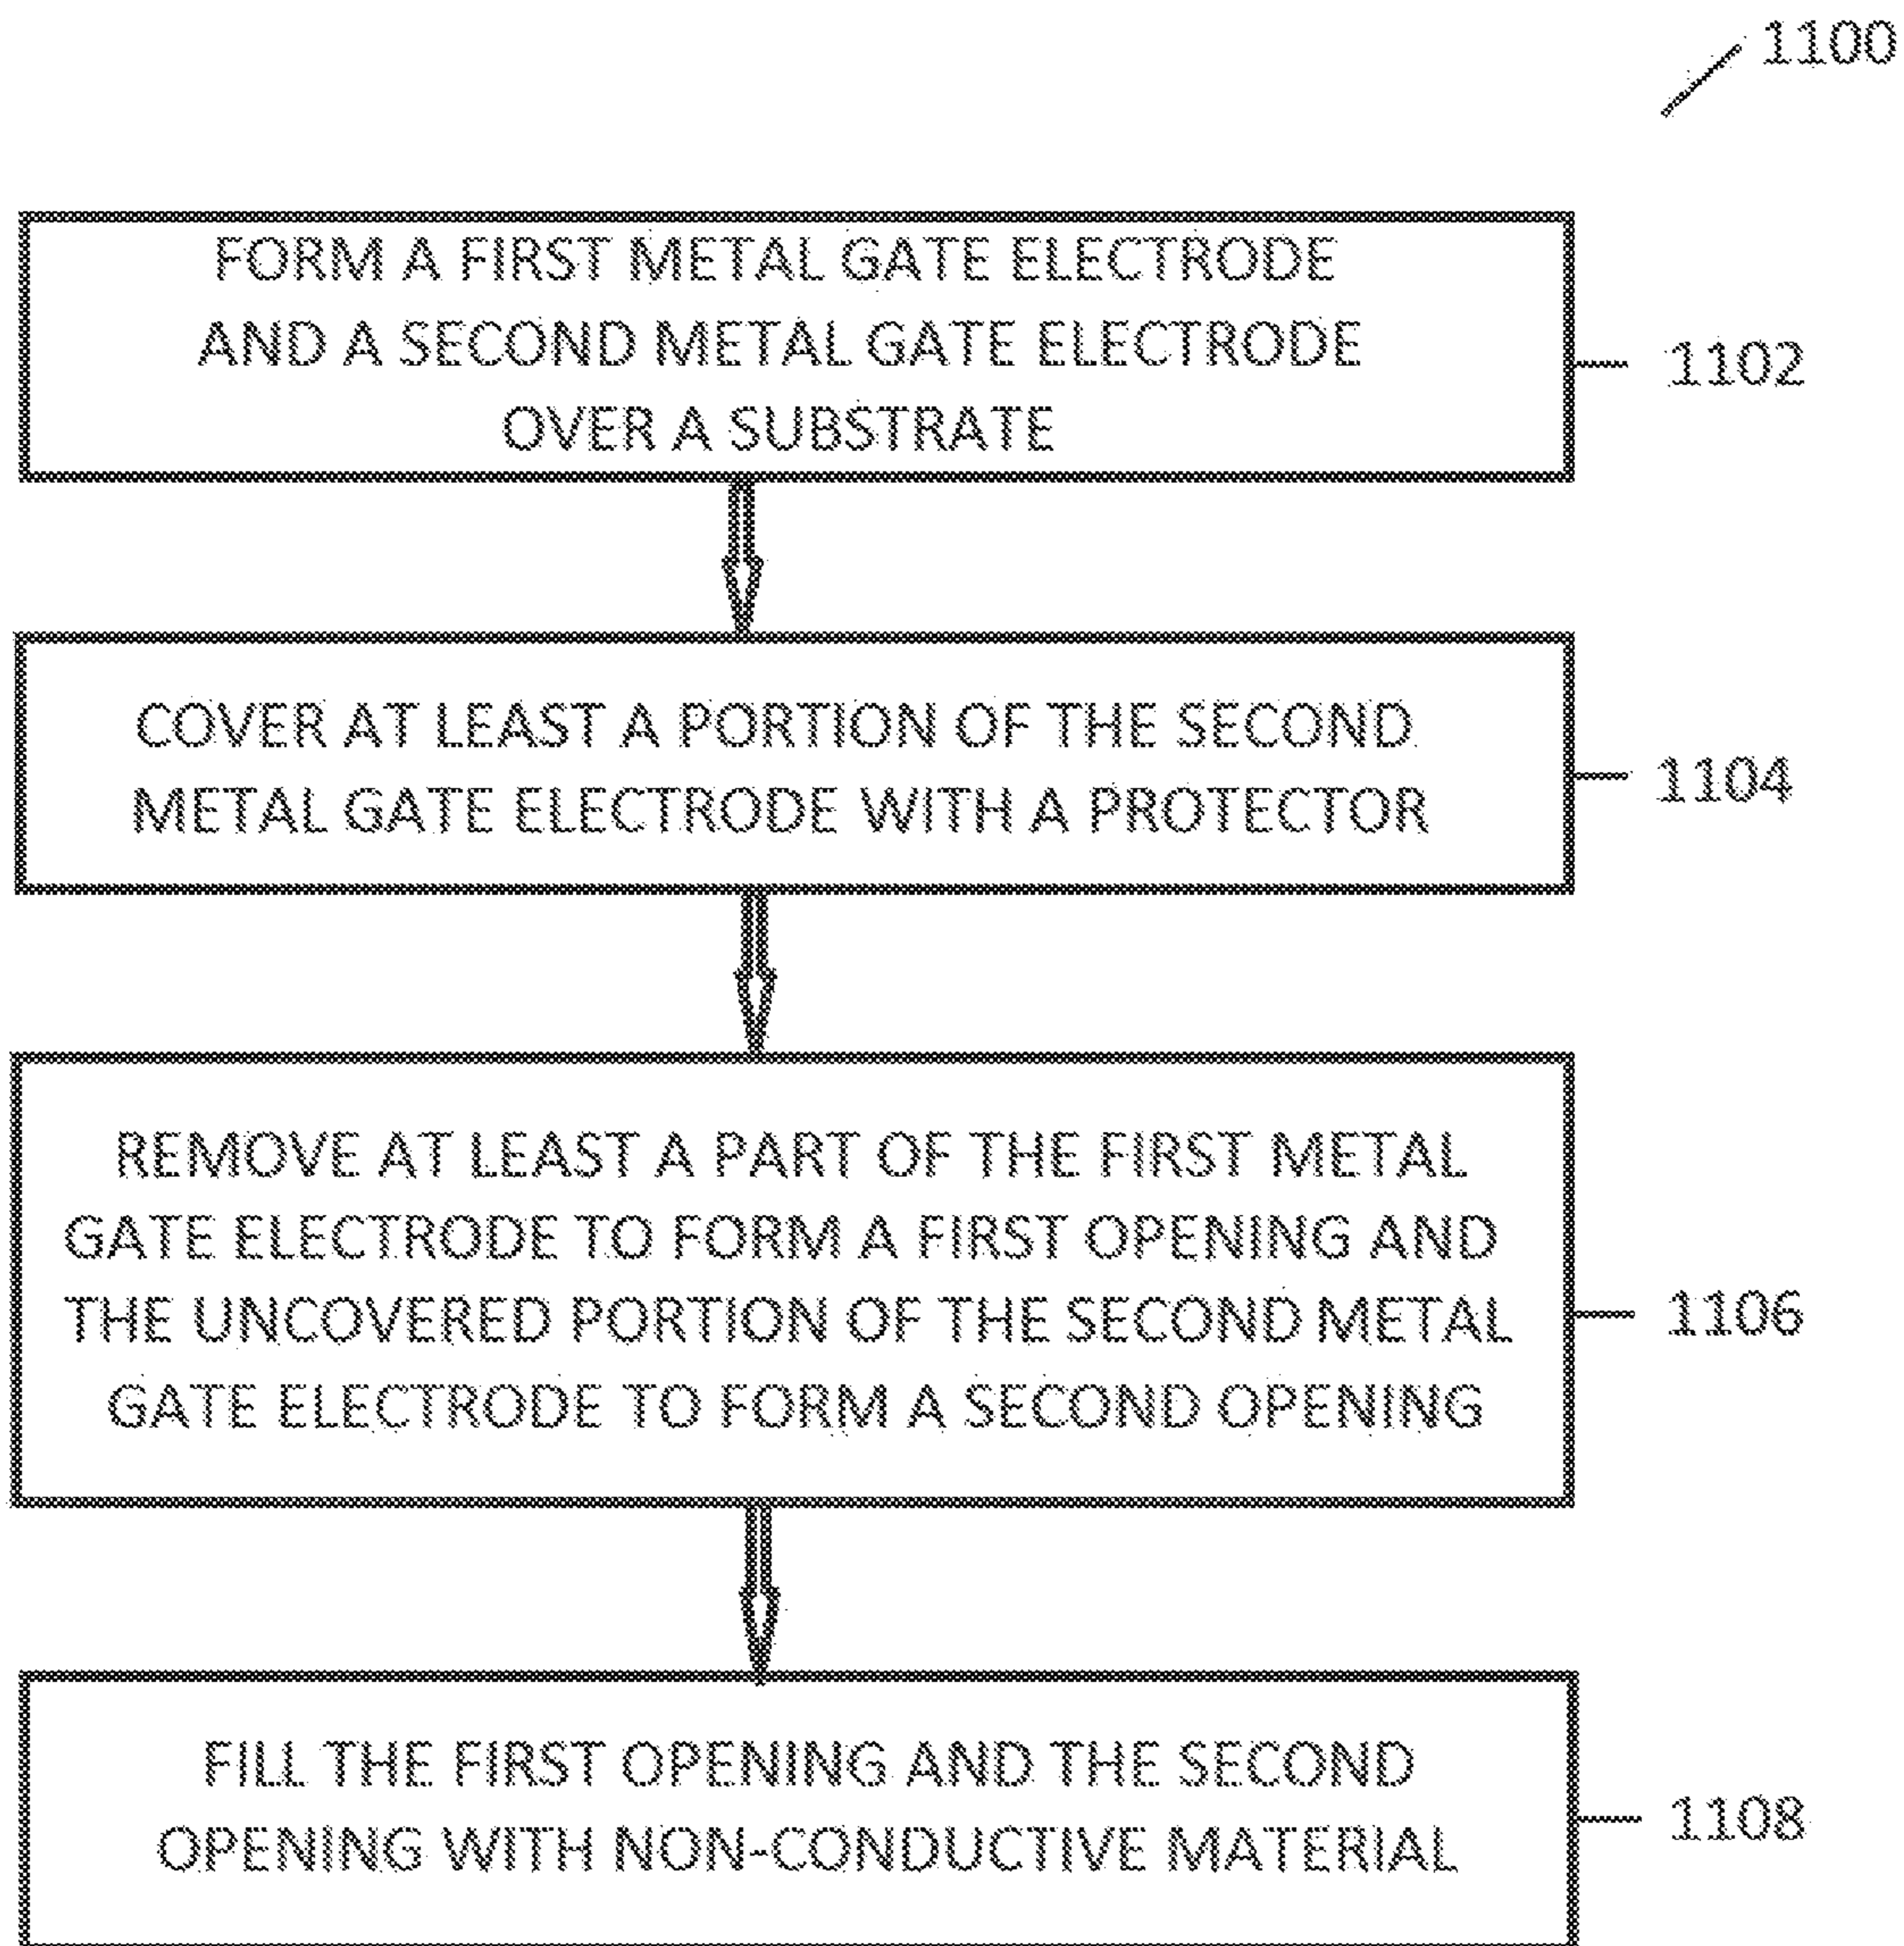 1100
FORM A FIRST METAL GATE ELECTRODE
AND A SECOND METAL GATE ELECTRODE
OVER A SUBSTRATE
1102
COVER AT LEAST A PORTION OF THE SECOND
METAL GATE ELECTRODE WITH A PROTECTOR
1104
REMOVE AT LEAST A PART OF THE FIRST METAL
GATE ELECTRODE TO FORM A FIRST OPENING AND
THE UNCOVERED PORTION OF THE SECOND METAL
GATE ELECTRODE TO FORM A SECOND OPENING
1106
FILL THE FIRST OPENING AND THE SECOND
OPENING WITH NON-CONDUCTIVE MATERIAL
1108